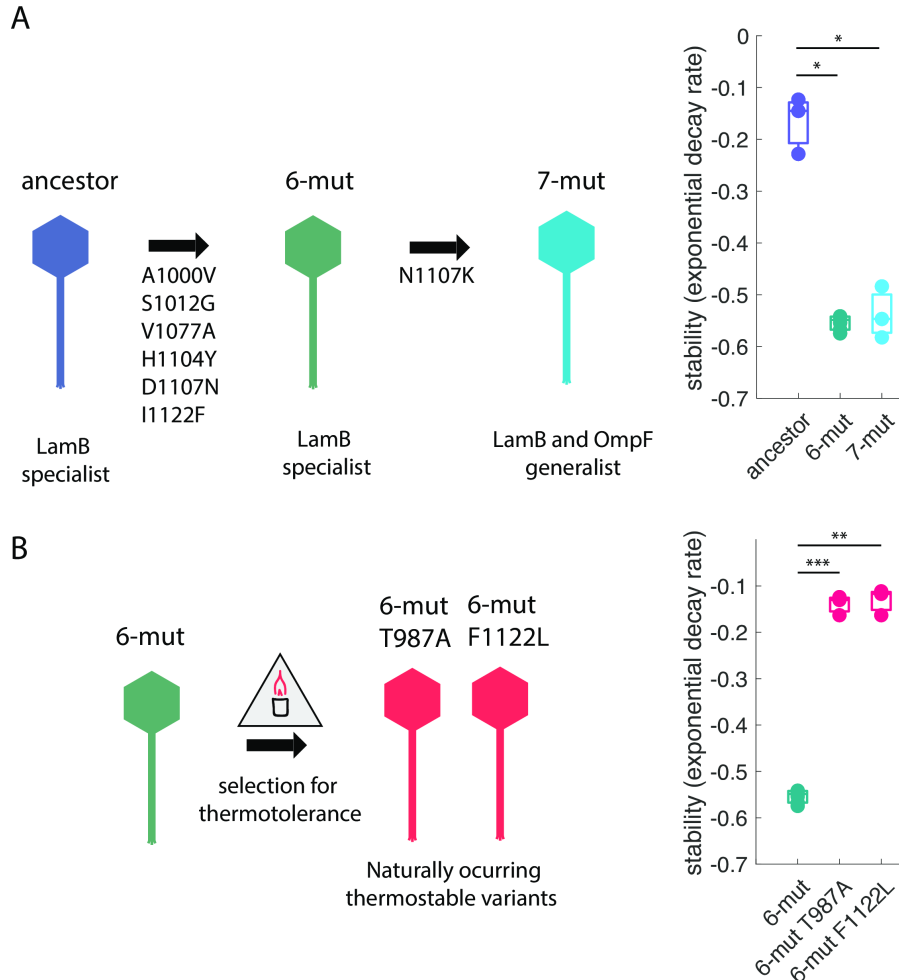 A
ancestor
6-mut
7-mut
A1000V
S1012G
V1077A
H1104Y
D1107N
I1122F
N1107K
LamB
specialist
LamB
specialist
LamB and OmpF
generalist
stability (exponential decay rate)
0
-0.1
-0.2
-0.3
-0.4
-0.5
-0.6
-0.7
*
*
ancestor
6-mut
7-mut
B
6-mut
selection for
thermotolerance
6-mut
T987A
6-mut
F1122L
Naturally ocurring
thermostable variants
stability (exponential decay rate)
-0.1
-0.2
-0.3
-0.4
-0.5
-0.6
-0.7
**
***
6-mut
6-mut T987A
6-mut F1122L